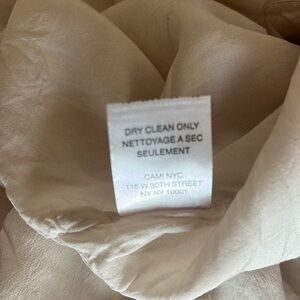 DRY CLEAN ONLY
NETTOYAGE A SEC
SEULEMENT
CAMI NYC
115 W 30TH STREET
NY NY 10001